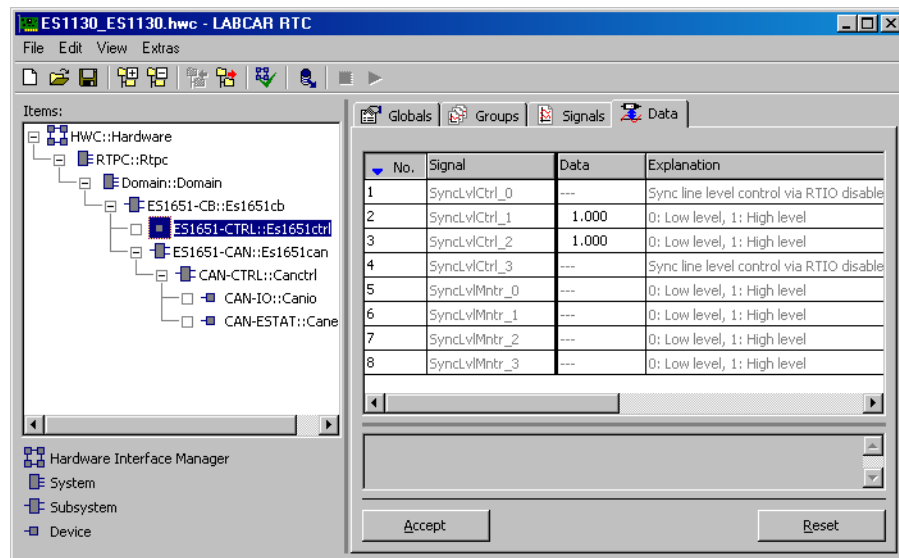 ES1130_ES1130.hwc - LABCAR RTC
File Edit View Extras
Items:
HWC::Hardware
RTPC::Rtpc
Domain::Domain
ES1651-CB::Es1651cb
ES1651-CTRL::Es1651ctrl
ES1651-CAN::Es1651can
CAN-CTRL::Canctrl
CAN-IO::Canio
CAN-ESTAT::Cane
Hardware Interface Manager
System
Subsystem
Device
Globals Groups Signals Data
No. Signal Data Explanation
1 SyncLvlCtrl_0 --- Sync line level control via RTIO disable
2 SyncLvlCtrl_1 1.000 0: Low level, 1: High level
3 SyncLvlCtrl_2 1.000 0: Low level, 1: High level
4 SyncLvlCtrl_3 --- Sync line level control via RTIO disable
5 SyncLvlMntr_0 --- 0: Low level, 1: High level
6 SyncLvlMntr_1 --- 0: Low level, 1: High level
7 SyncLvlMntr_2 --- 0: Low level, 1: High level
8 SyncLvlMntr_3 --- 0: Low level, 1: High level
Accept Reset